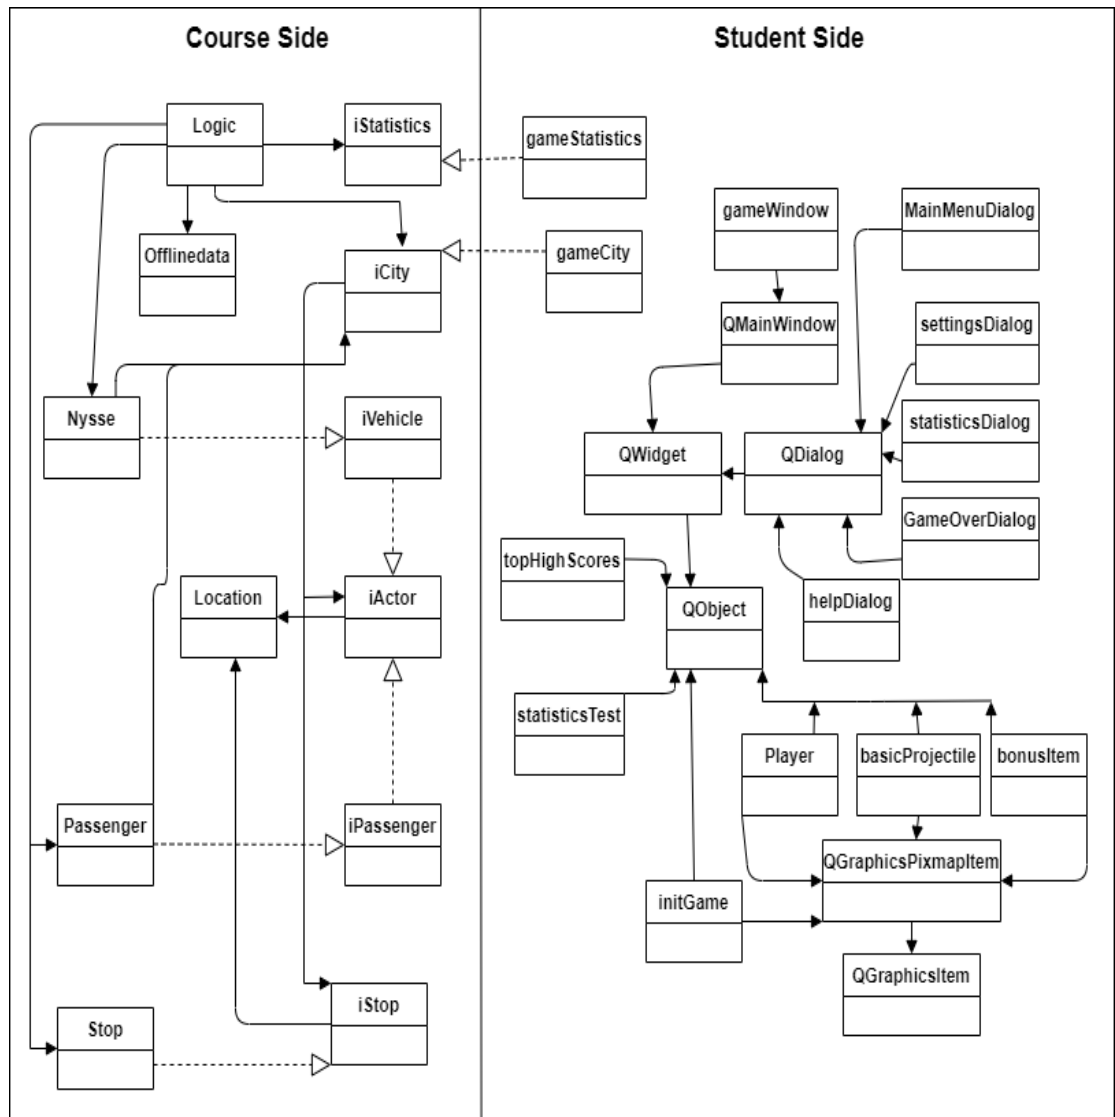 Course Side
Student Side
Logic
iStatistics
gameStatistics
gameWindow
MainMenuDialog
Offlinedata
iCity
gameCity
QMainWindow
settingsDialog
Nysse
iVehicle
statisticsDialog
QWidget
QDialog
GameOverDialog
topHighScores
Location
iActor
QObject
helpDialog
statisticsTest
Player
basicProjectile
bonusItem
Passenger
iPassenger
QGraphicsPixmapItem
initGame
QGraphicsItem
iStop
Stop